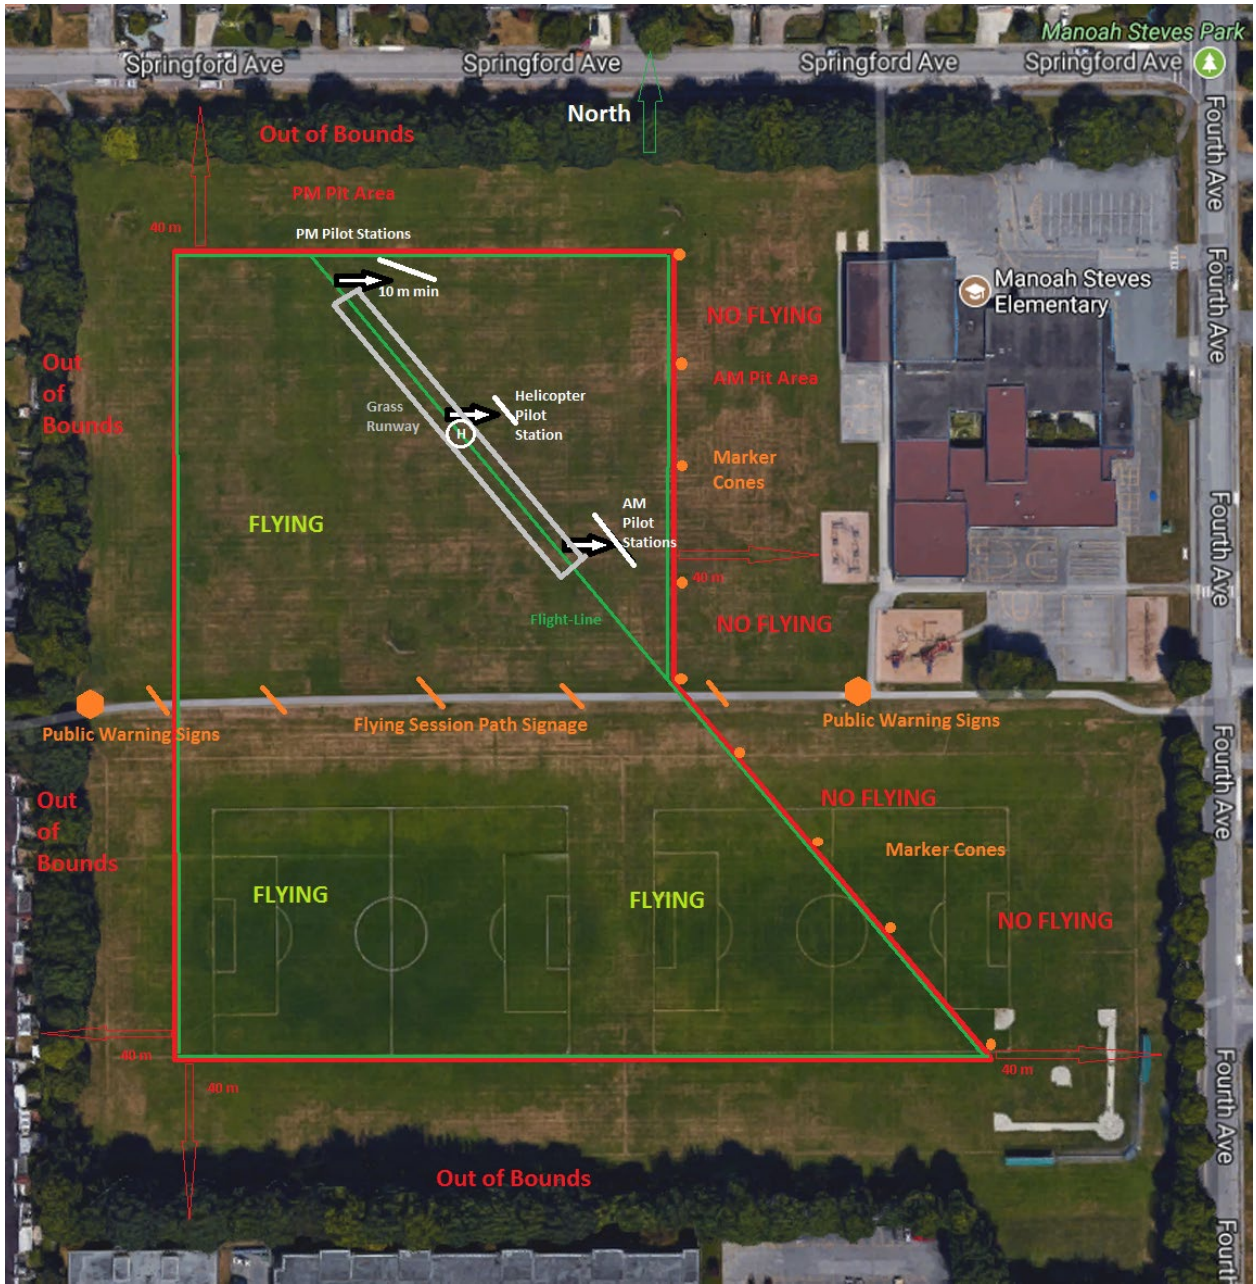 Manoah Steves Park
Springford Ave
Springford Ave
Springford Ave
Springford Ave
Fourth Ave
North
Out of Bounds
PM Pit Area
40 m
PM Pilot Stations
10 m min
Fourth Ave
Manoah Steves
Elementary
NO FLYING
Out
of
Bounds
AM Pit Area
Grass
Runway
Helicopter
Pilot
Station
H
Marker
Cones
AM
Pilot
Stations
FLYING
Fourth Ave
40 m
Flight-Line
NO FLYING
Public Warning Signs
Flying Session Path Signage
Public Warning Signs
Fourth Ave
Out
of
Bounds
NO FLYING
Marker Cones
FLYING
FLYING
NO FLYING
40 m
40 m
40 m
Fourth Ave
Out of Bounds
Fourth